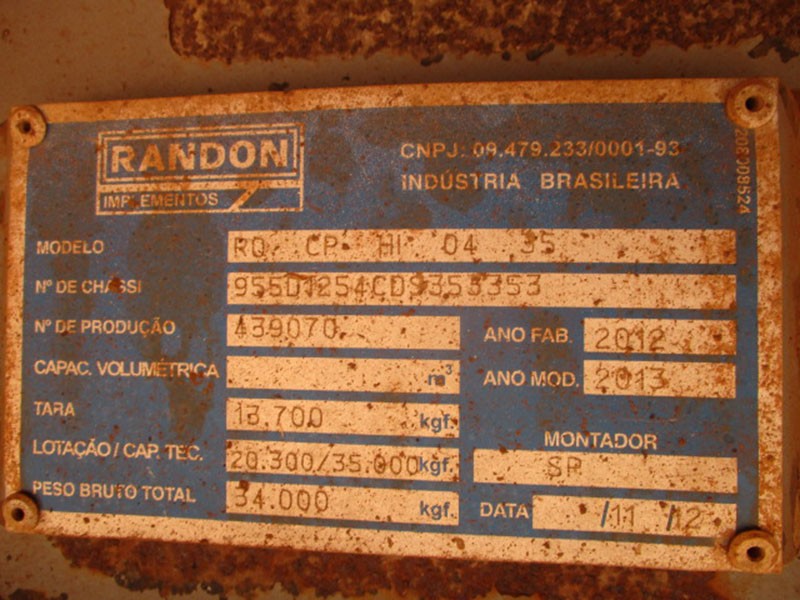 RANDON
IMPLEMENTOS
CNPJ: 09.479.233/0001-93
INDÚSTRIA BRASILEIRA
MODELO RQ CP HI 04 35
Nº DE CHASSI
Nº DE PRODUÇÃO 439070 ANO FAB. 2012
CAPAC. VOLUMÉTRICA m³ ANO MOD. 2013
TARA 13.700 kgf.
MONTADOR
LOTAÇÃO / CAP. TEC. 20.300/35.000 kgf. SP
PESO BRUTO TOTAL 34.000 kgf. DATA /11 /12